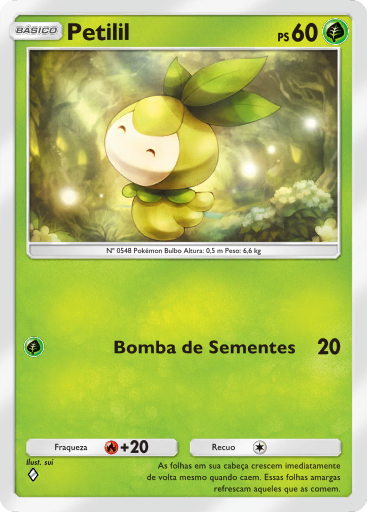 BÁSICO
Petilil
PS 60
Nº 0548 Pokémon Bulbo Altura: 0,5 m Peso: 6,6 kg
Bomba de Sementes 20
Fraqueza +20
Recuo
Ilust. sui
As folhas em sua cabeça crescem imediatamente
de volta mesmo quando caem. Essas folhas amargas
refrescam aqueles que as comem.